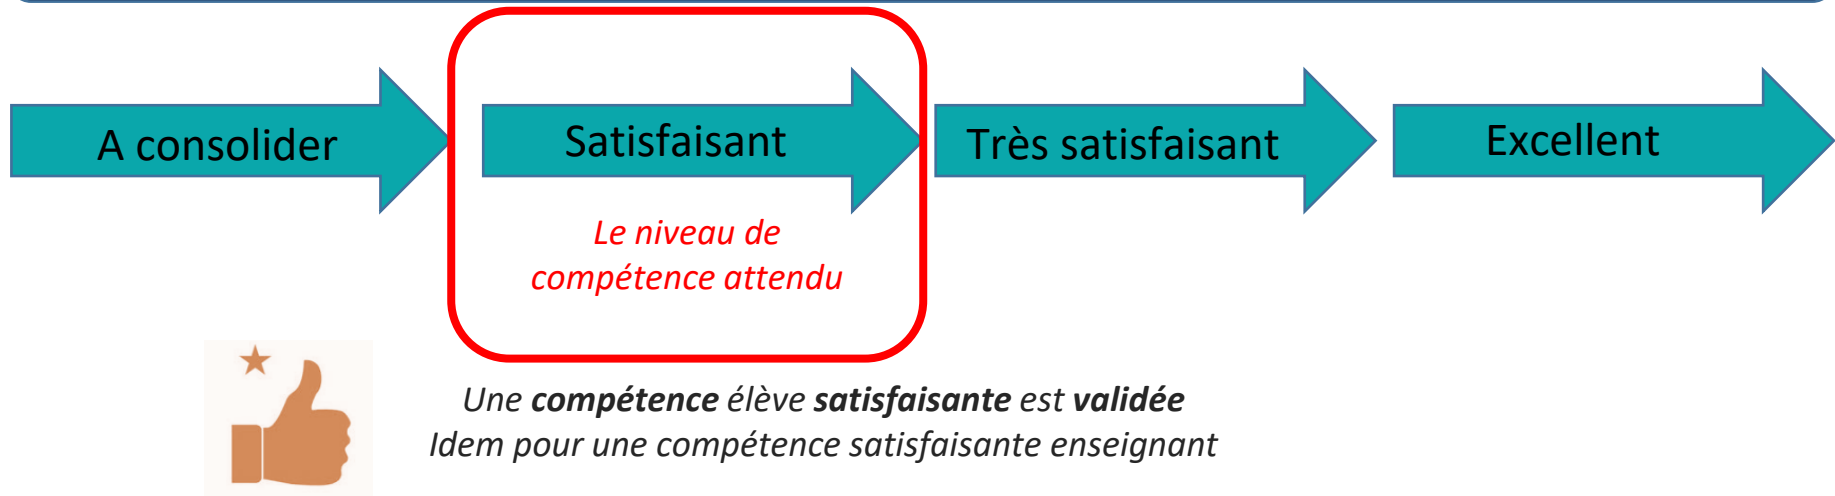 A consolider
Satisfaisant
Très satisfaisant
Excellent
Le niveau de
compétence attendu
Une compétence élève satisfaisante est validée
Idem pour une compétence satisfaisante enseignant